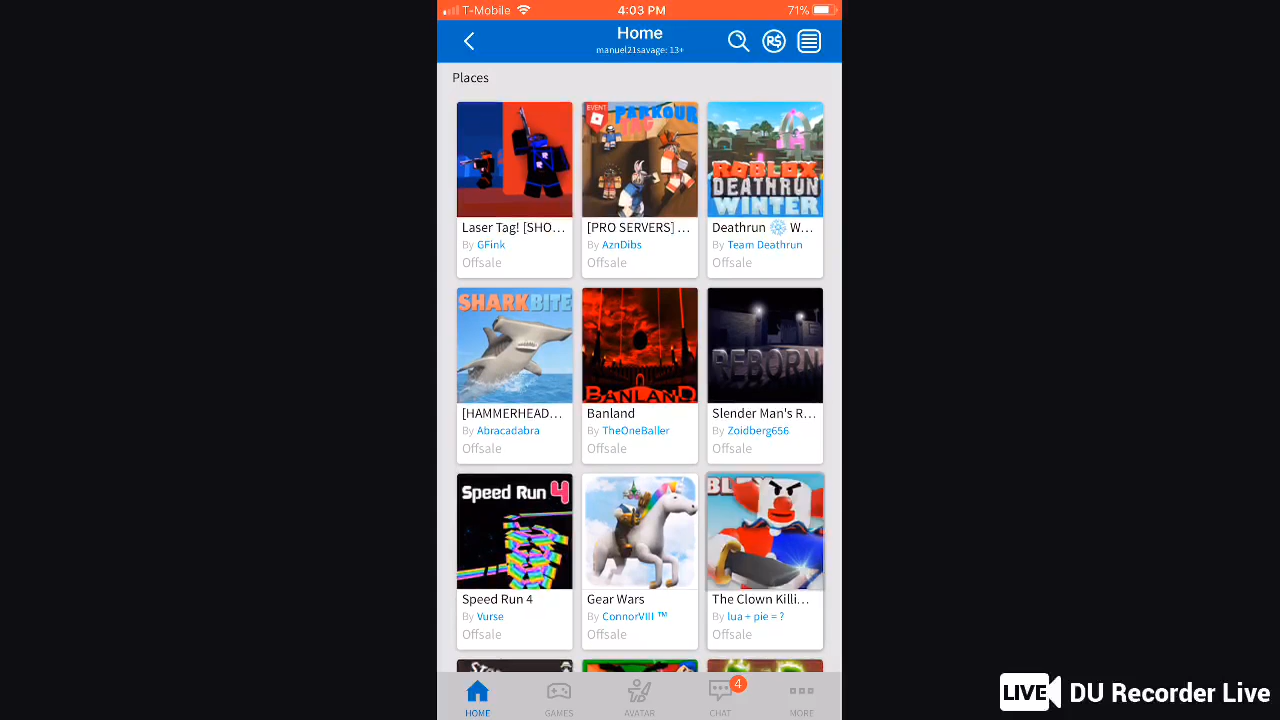 T-Mobile 4:03 PM 71%
Home
manuel21savage: 13+
R$
Places
EVENT
PARKOUR
TAG
ROBLOX
DEATHRUN
WINTER
Laser Tag! [SHO... [PRO SERVERS] ... Deathrun ❄ W...
By GFink By AznDibs By Team Deathrun
Offsale Offsale Offsale
SHARKBITE
BANLAND
REBORN
[HAMMERHEAD... Banland Slender Man's R...
By Abracadabra By TheOneBaller By Zoidberg656
Offsale Offsale Offsale
Speed Run 4
Speed Run 4 Gear Wars The Clown Killi...
By Vurse By ConnorVIII ™ By lua + pie = ?
Offsale Offsale Offsale
4
HOME GAMES AVATAR CHAT MORE
LIVE DU Recorder Live